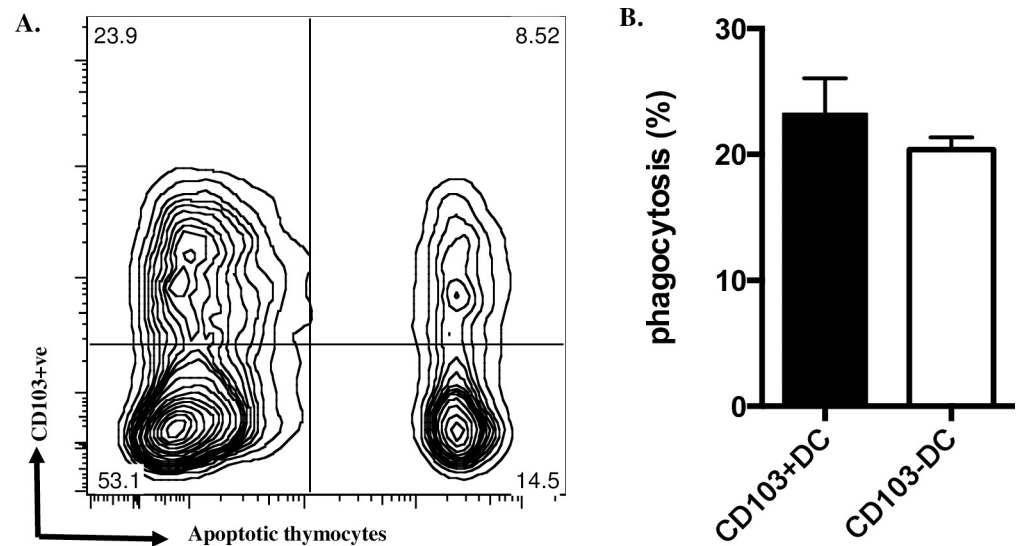 A.
23.9
8.52
53.1
14.5
CD103+ve
Apoptotic thymocytes
B.
phagocytosis (%)
30
20
10
0
CD103+DC
CD103-DC